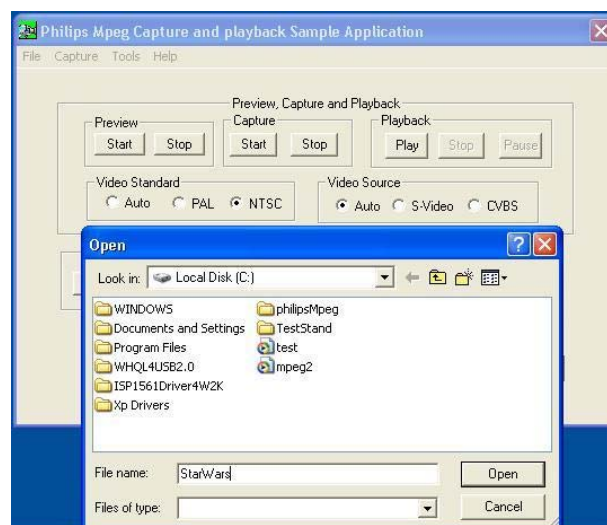 Philips Mpeg Capture and playback Sample Application
File Capture Tools Help
Preview, Capture and Playback
Preview Capture Playback
Start Stop Start Stop Play Stop Pause
Video Standard Video Source
Auto PAL NTSC Auto S-Video CVBS
Open
Look in: Local Disk (C:)
WINDOWS philipsMpeg
Documents and Settings TestStand
Program Files test
WHQL4USB2.0 mpeg2
ISP1561Driver4W2K
Xp Drivers
File name: StarWars Open
Files of type: Cancel